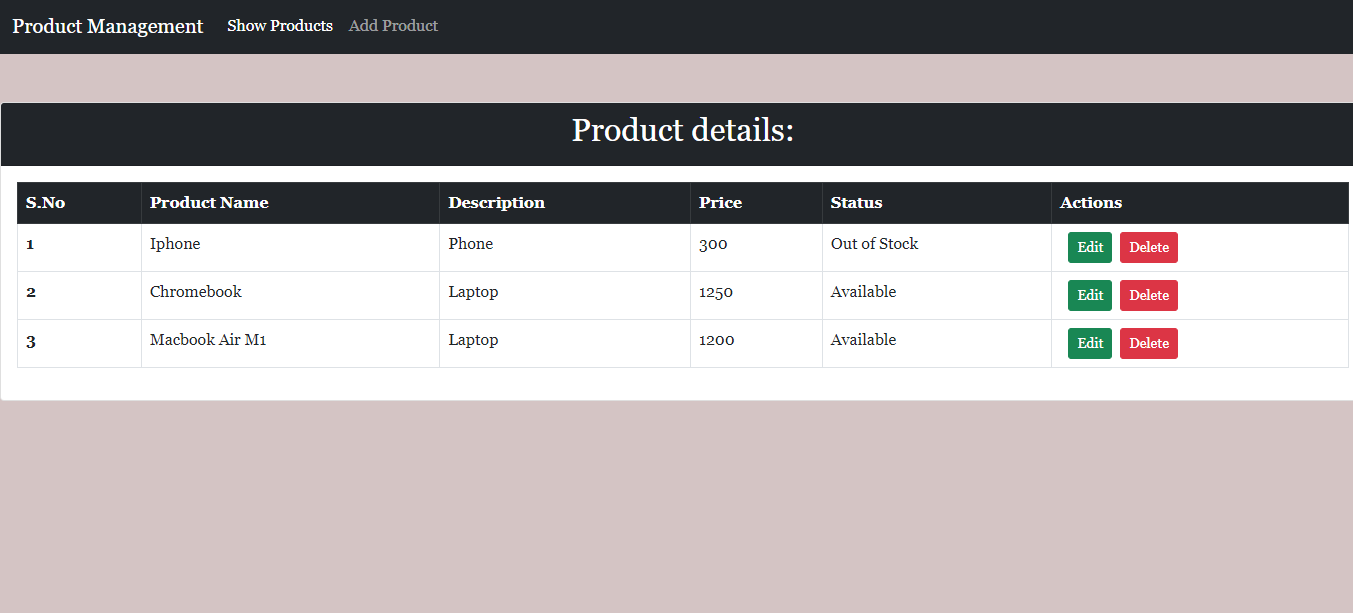 Product Management Show Products Add Product
Product details:
S.No Product Name Description Price Status Actions
1 Iphone Phone 300 Out of Stock Edit Delete
2 Chromebook Laptop 1250 Available Edit Delete
3 Macbook Air M1 Laptop 1200 Available Edit Delete